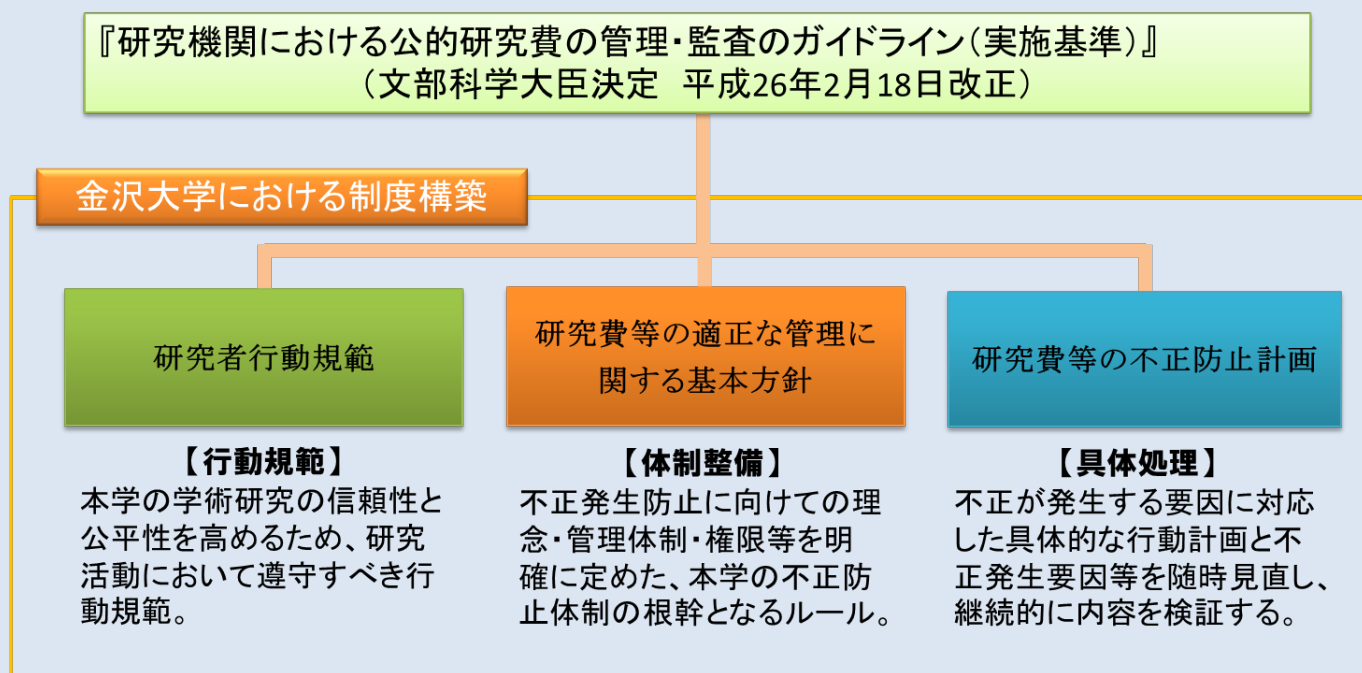 『研究機関における公的研究費の管理・監査のガイドライン(実施基準)』
(文部科学大臣決定　平成26年2月18日改正)
金沢大学における制度構築
研究者行動規範
研究費等の適正な管理に
関する基本方針
研究費等の不正防止計画
【行動規範】
本学の学術研究の信頼性と
公平性を高めるため、研究
活動において遵守すべき行
動規範。
【体制整備】
不正発生防止に向けての理
念・管理体制・権限等を明
確に定めた、本学の不正防
止体制の根幹となるルール。
【具体処理】
不正が発生する要因に対応
した具体的な行動計画と不
正発生要因等を随時見直し、
継続的に内容を検証する。